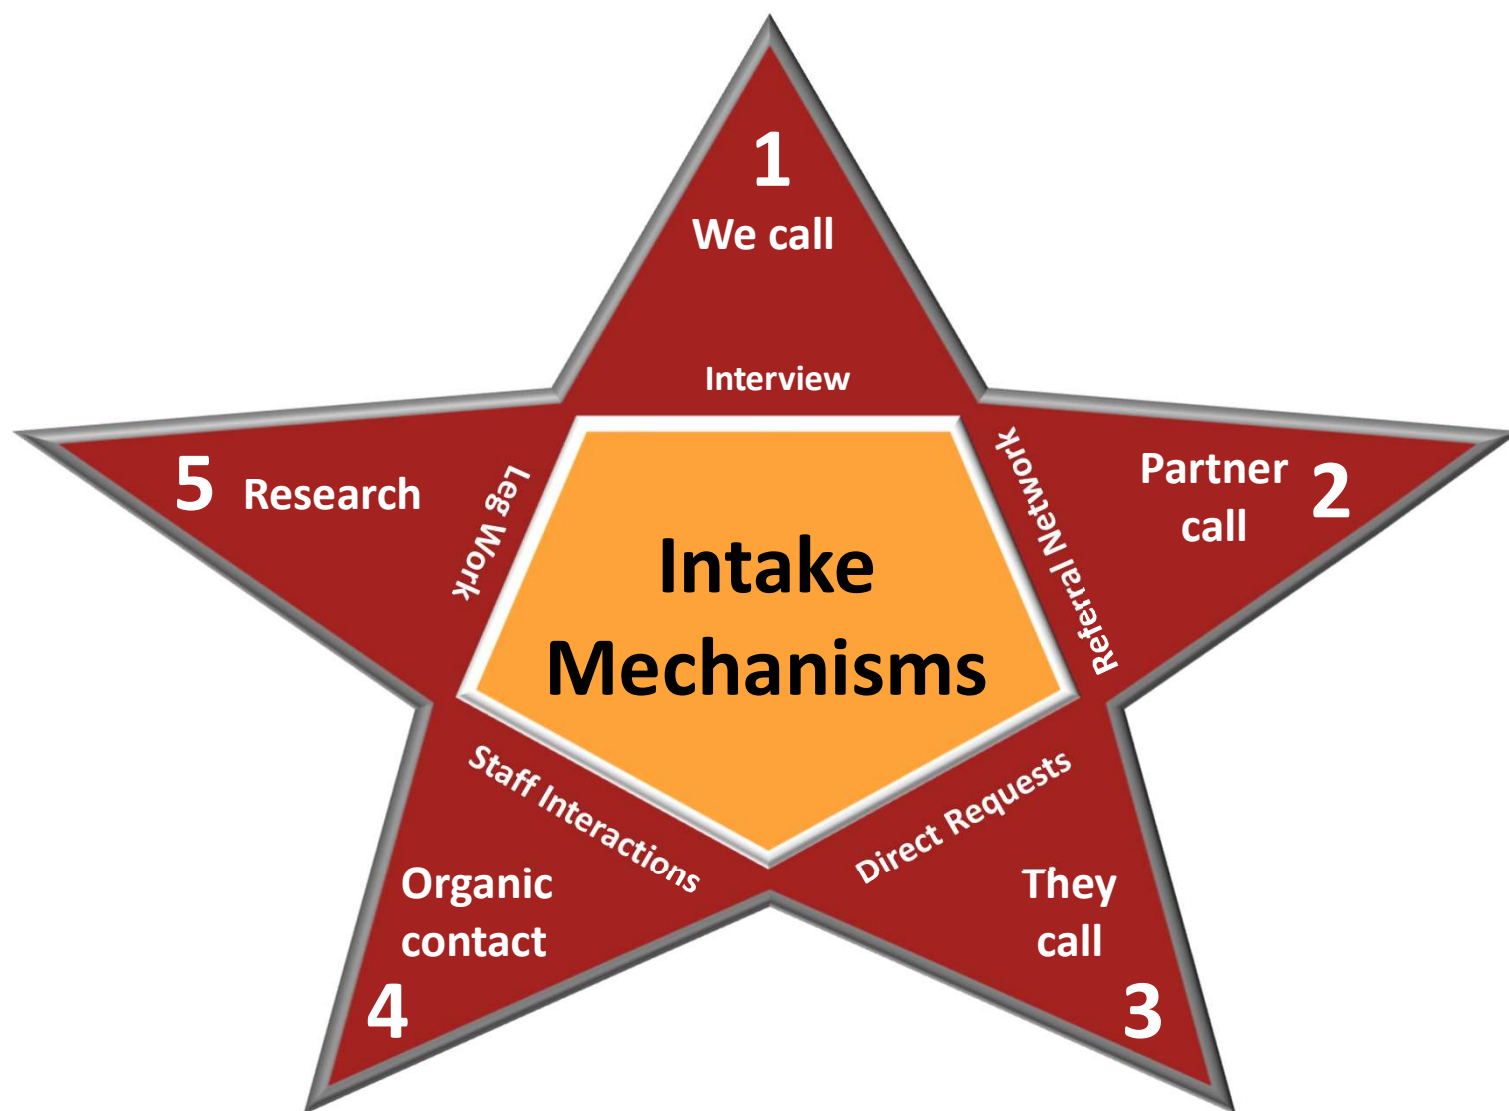 1
We call
Interview
Partner
call
2
Referral Network
They
call
3
Direct Requests
Organic
contact
4
Staff Interactions
5 Research
Leg Work
Intake
Mechanisms